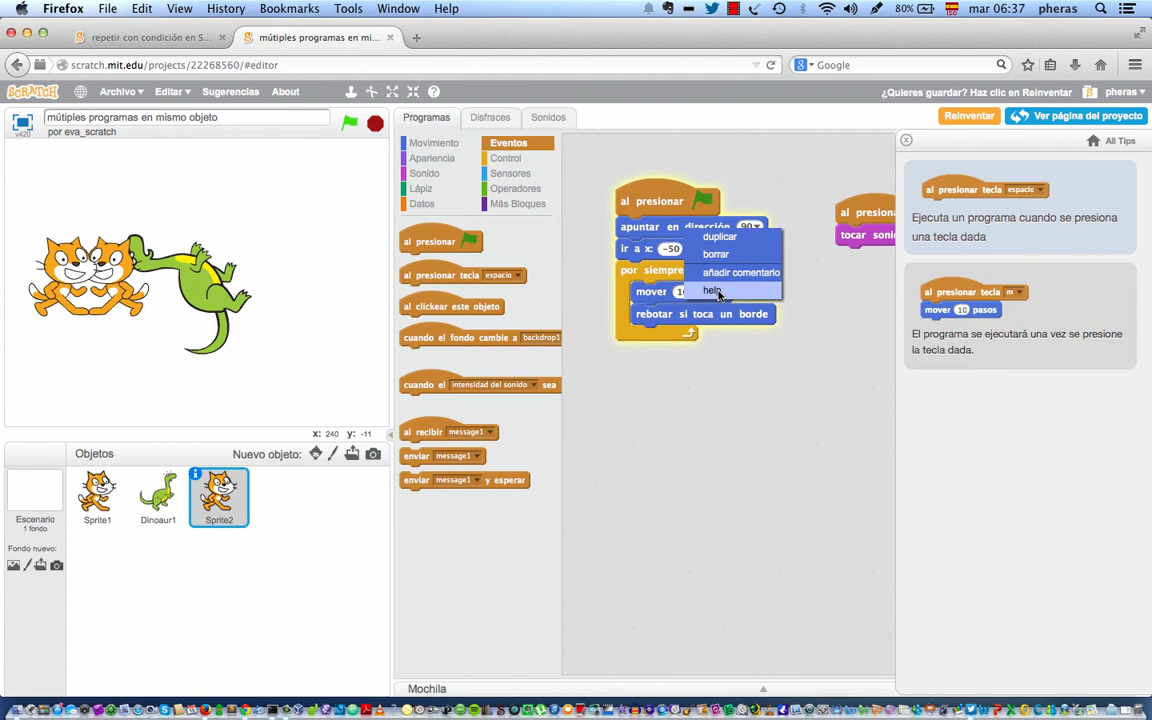 Firefox File Edit View History Bookmarks Tools Window Help 80% mar 06:37 pheras
repetir con condición en S... mútiples programas en mi...
scratch.mit.edu/projects/22268560/#editor Google
SCRATCH Archivo Editar Sugerencias About ¿Quieres guardar? Haz clic en Reinventar pheras
mútiples programas en mismo objeto
por eva_scratch
v420
Programas Disfraces Sonidos
Reinventar Ver página del proyecto
All Tips
Movimiento Eventos
Apariencia Control
Sonido Sensores
Lápiz Operadores
Datos Más Bloques
al presionar
al presionar tecla espacio
al clickear este objeto
cuando el fondo cambia a backdrop1
cuando el intensidad del sonido sea
al recibir message1
enviar message1
enviar message1 y esperar
al presionar
apuntar en dirección 90
ir a x: -50
por siempre
mover 10
rebotar si toca un borde
duplicar
borrar
añadir comentario
help
al presiona
tocar soni
al presionar tecla espacio
Ejecuta un programa cuando se presiona
una tecla dada
al presionar tecla m
mover 10 pasos
El programa se ejecutará una vez se presione
la tecla dada.
x: 240 y: -11
Objetos Nuevo objeto:
Escenario
1 fondo
Fondo nuevo:
Sprite1 Dinoaur1 Sprite2
Mochila